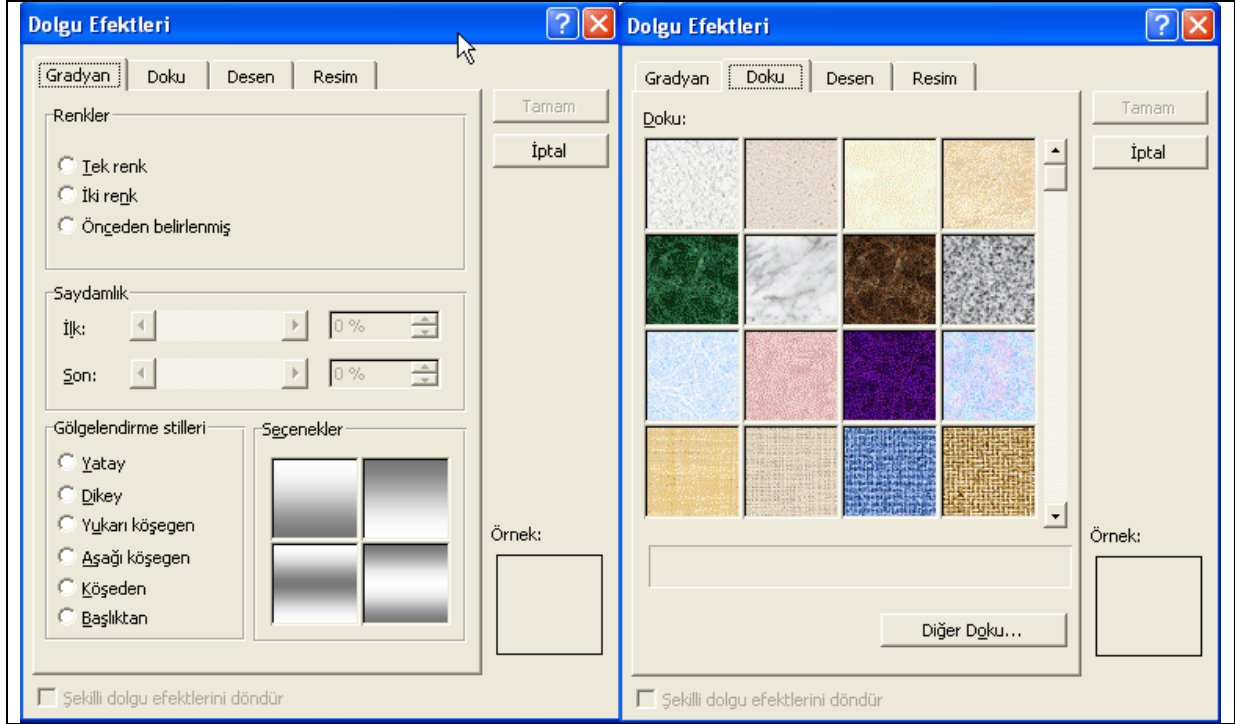 Dolgu Efektleri
Gradyan Doku Desen Resim
Renkler
Tek renk
İki renk
Önceden belirlenmiş
Saydamlık
İlk: 0 %
Son: 0 %
Gölgelendirme stilleri
Yatay
Dikey
Yukarı köşegen
Aşağı köşegen
Köşeden
Başlıktan
Seçenekler
Tamam
İptal
Örnek:
Şekilli dolgu efektlerini döndür
Dolgu Efektleri
Gradyan Doku Desen Resim
Doku:
Diğer Doku...
Tamam
İptal
Örnek:
Şekilli dolgu efektlerini döndür